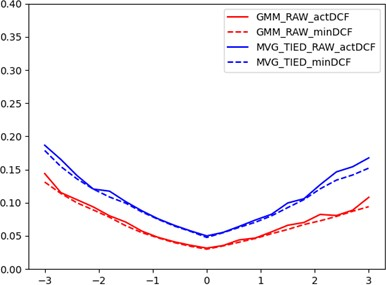 0.40
0.35
0.30
0.25
0.20
0.15
0.10
0.05
0.00
GMM_RAW_actDCF
GMM_RAW_minDCF
MVG_TIED_RAW_actDCF
MVG_TIED_minDCF
−3 −2 −1 0 1 2 3